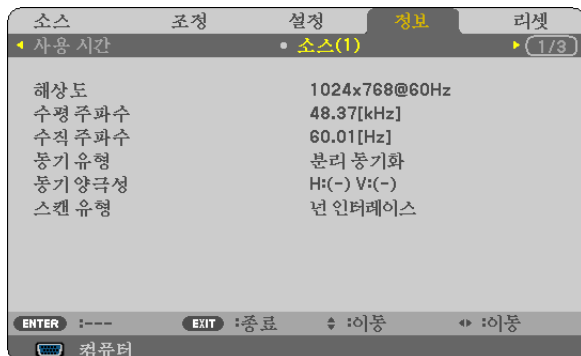 소스 조정 설정 정보 리셋
사용 시간 소스(1) 1/3
해상도 1024x768@60Hz
수평 주파수 48.37[kHz]
수직 주파수 60.01[Hz]
동기 유형 분리 동기화
동기 양극성 H:(-) V:(-)
스캔 유형 넌 인터레이스
ENTER :--- EXIT :종료 :이동 :이동
컴퓨터